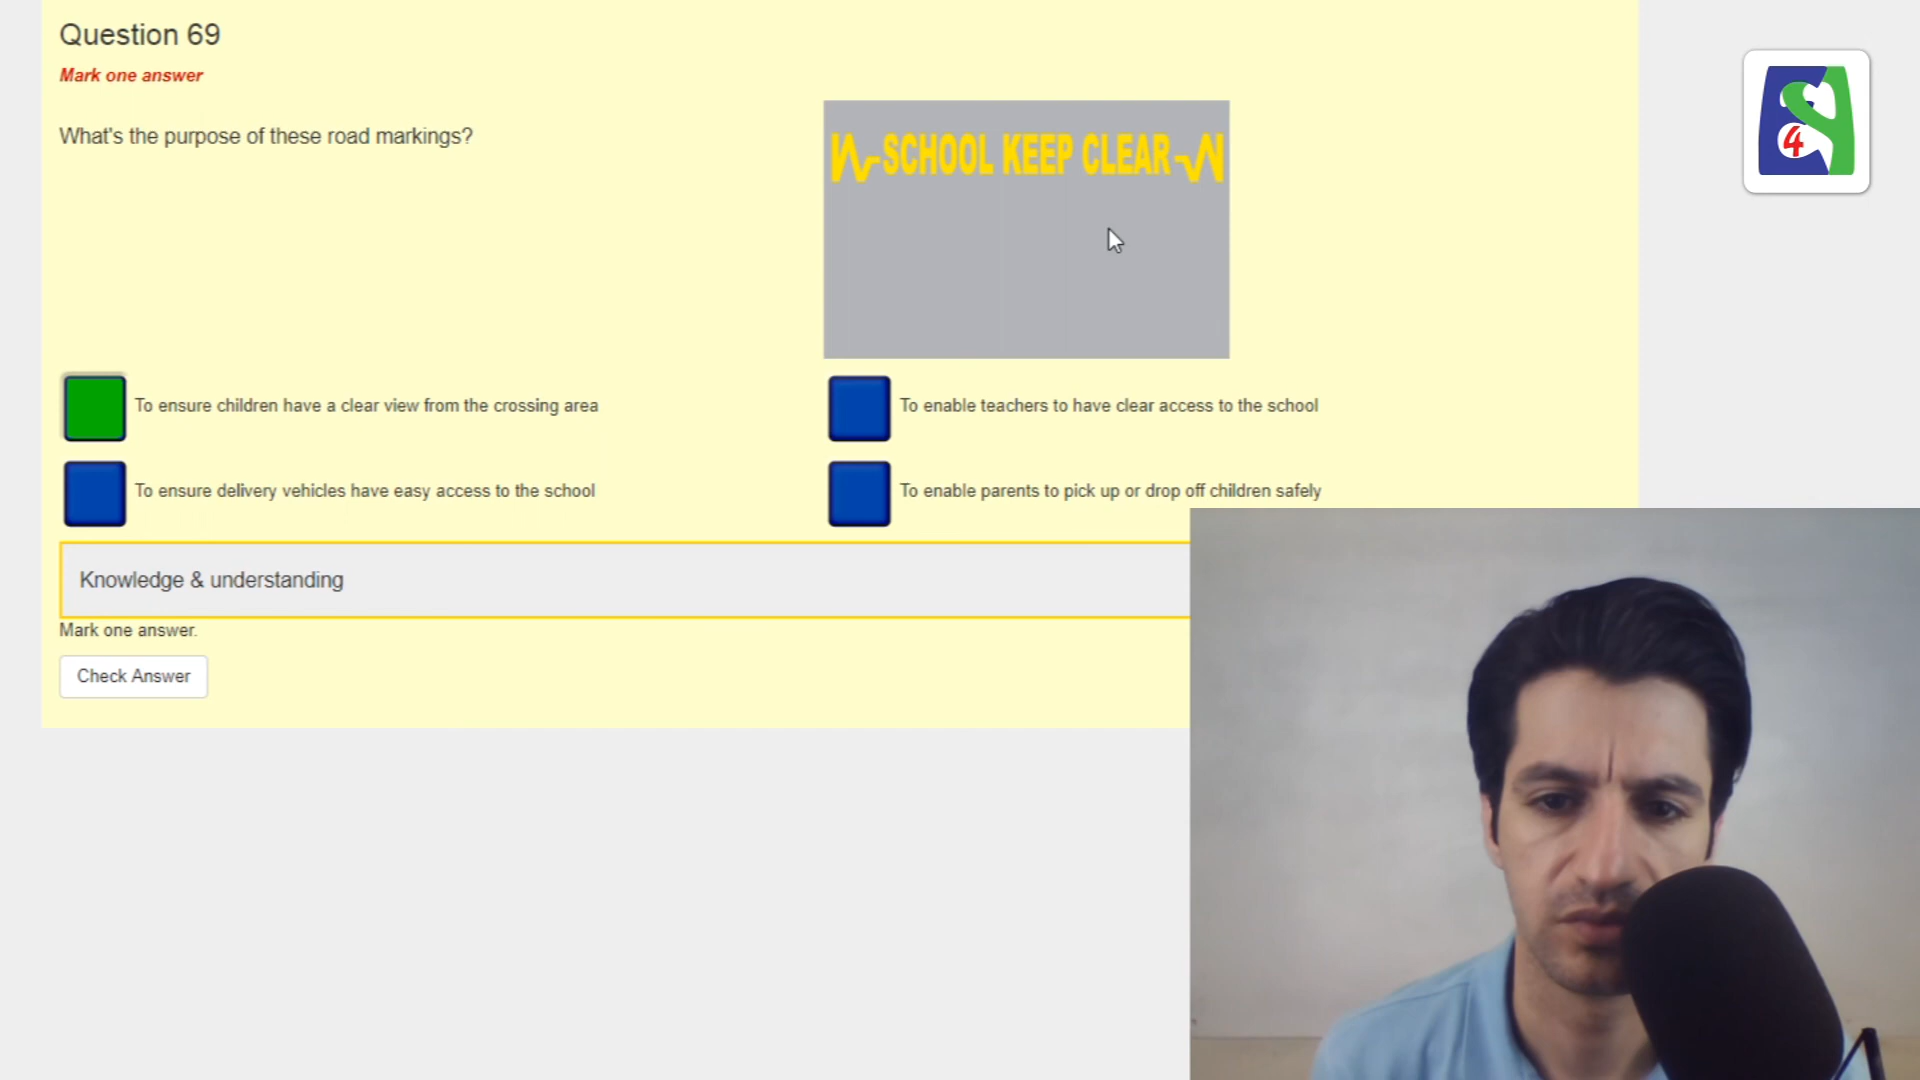 Question 69
Mark one answer
What's the purpose of these road markings?
SCHOOL KEEP CLEAR
4
To ensure children have a clear view from the crossing area
To enable teachers to have clear access to the school
To ensure delivery vehicles have easy access to the school
To enable parents to pick up or drop off children safely
Knowledge & understanding
Mark one answer.
Check Answer